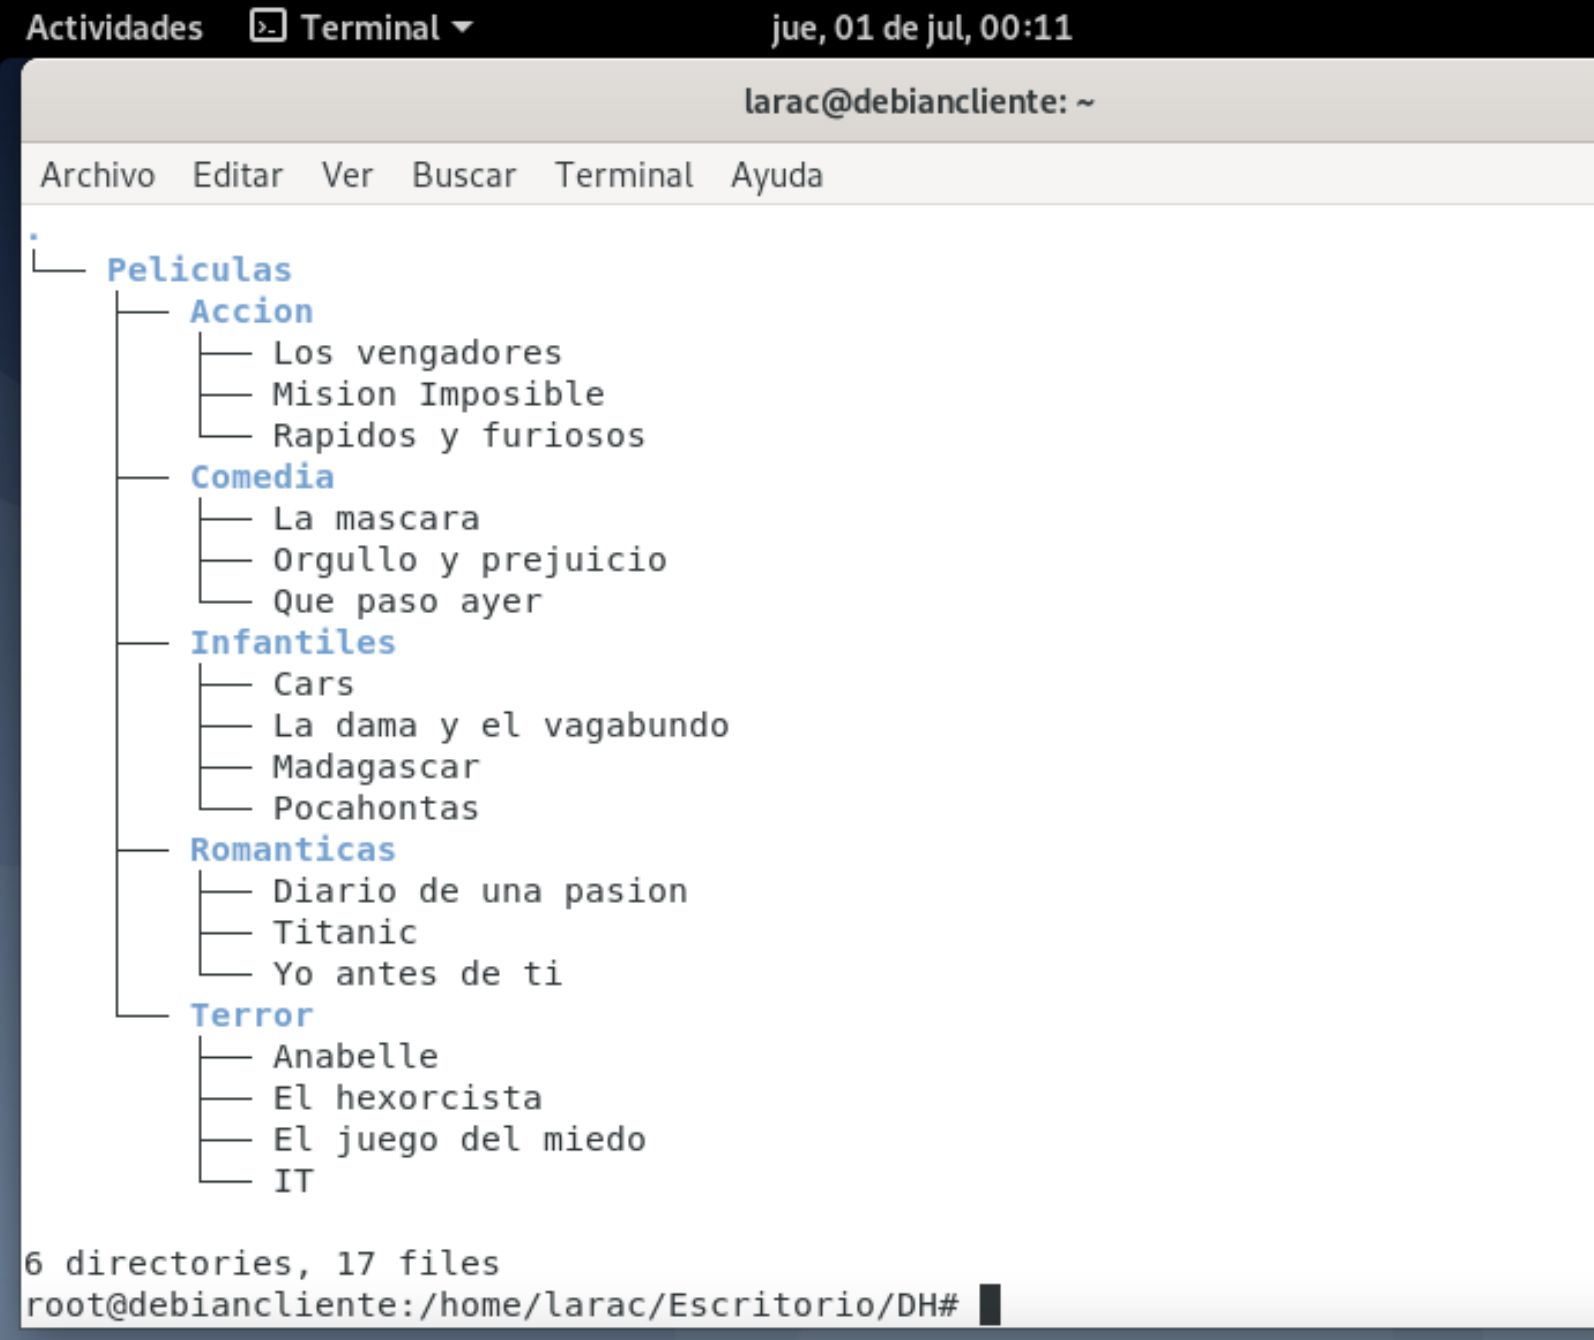 Actividades Terminal jue, 01 de jul, 00:11
larac@debiancliente: ~
Archivo Editar Ver Buscar Terminal Ayuda
.
└── Peliculas
    ├── Accion
    │   ├── Los vengadores
    │   ├── Mision Imposible
    │   └── Rapidos y furiosos
    ├── Comedia
    │   ├── La mascara
    │   ├── Orgullo y prejuicio
    │   └── Que paso ayer
    ├── Infantiles
    │   ├── Cars
    │   ├── La dama y el vagabundo
    │   ├── Madagascar
    │   └── Pocahontas
    ├── Romanticas
    │   ├── Diario de una pasion
    │   ├── Titanic
    │   └── Yo antes de ti
    └── Terror
        ├── Anabelle
        ├── El hexorcista
        ├── El juego del miedo
        └── IT
6 directories, 17 files
root@debiancliente:/home/larac/Escritorio/DH#